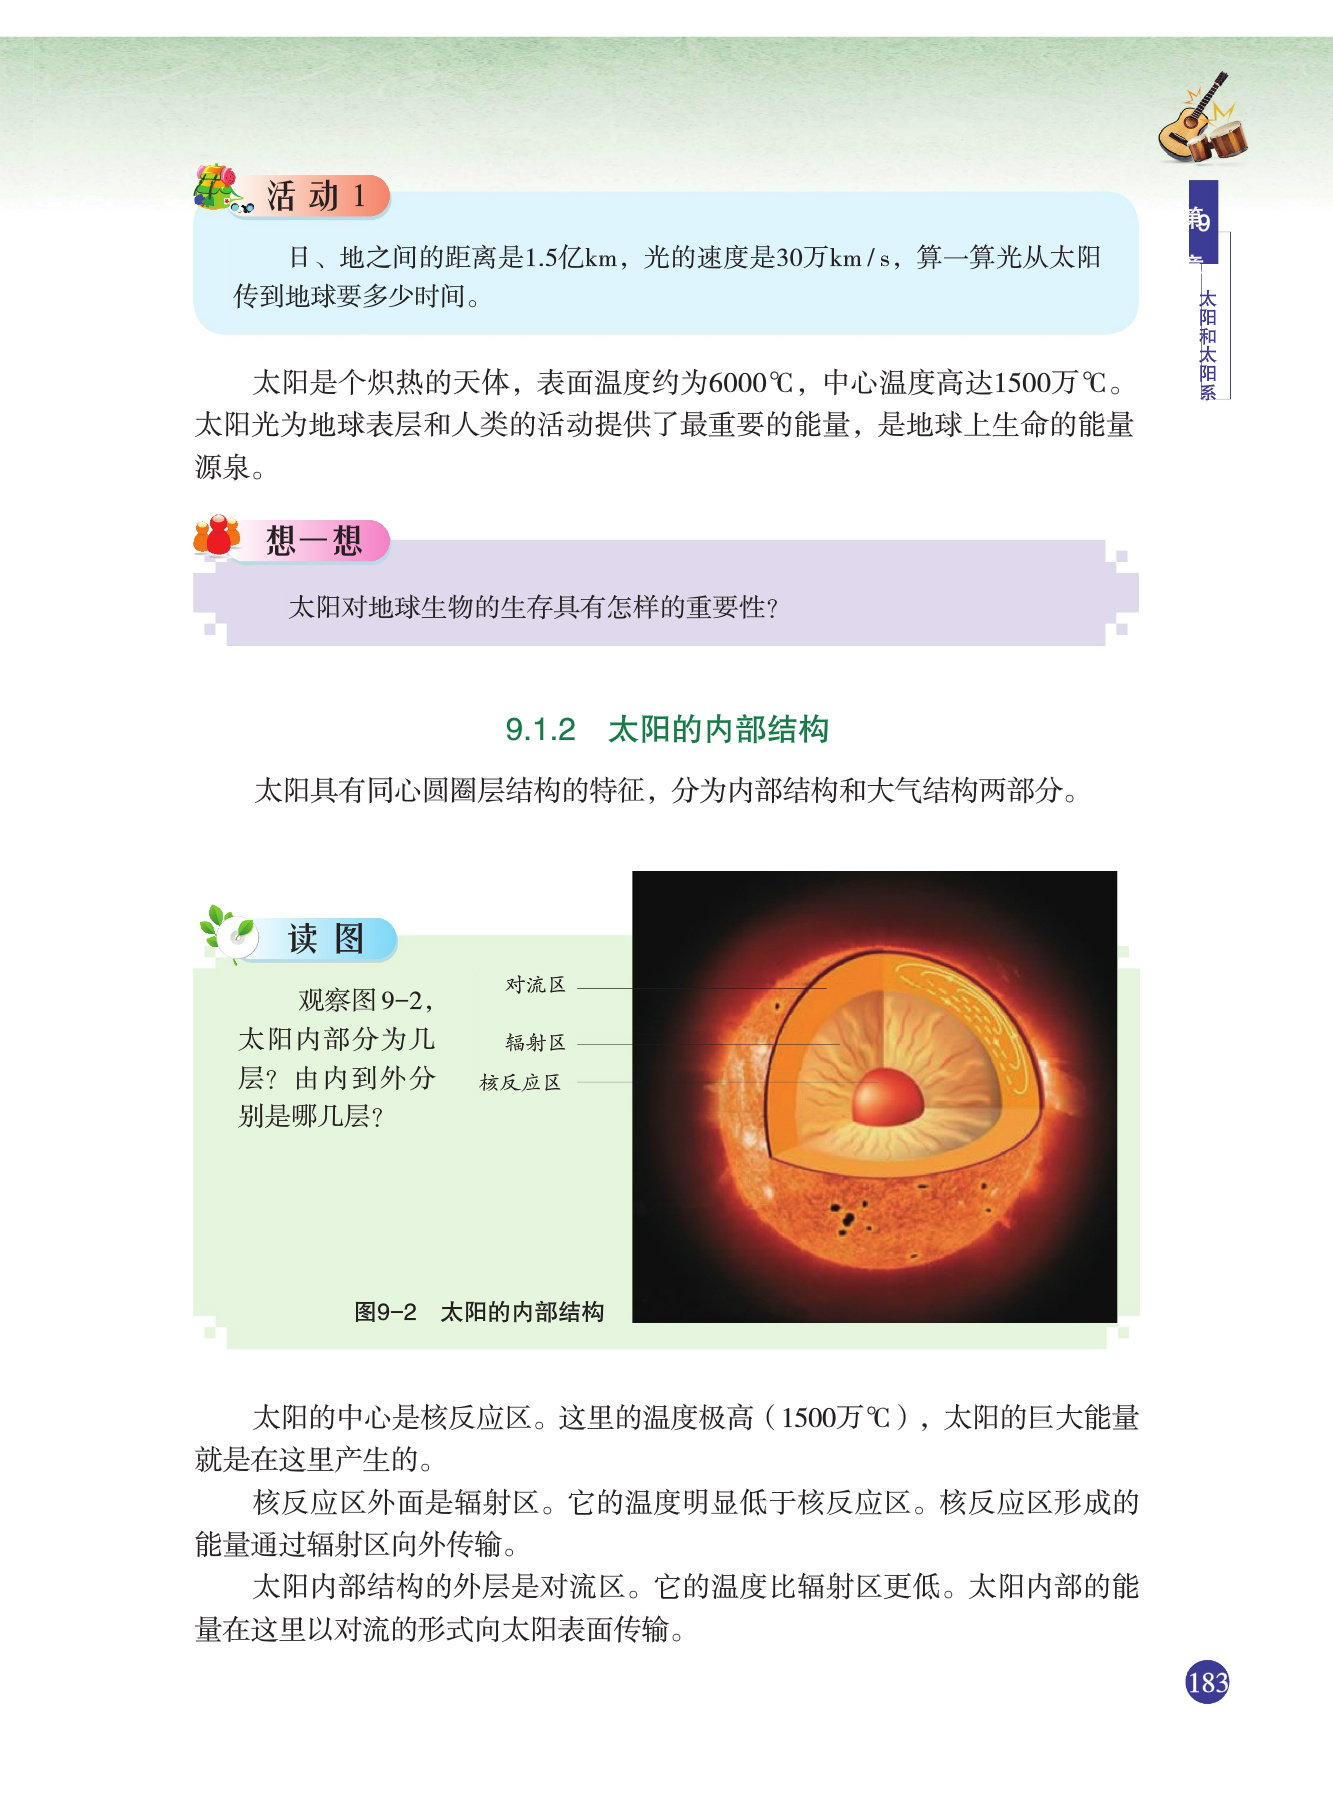 活动1
日、地之间的距离是1.5亿km，光的速度是30万km/s，算一算光从太阳
传到地球要多少时间。
第9章
太阳和太阳系
太阳是个炽热的天体，表面温度约为6000℃，中心温度高达1500万℃。
太阳光为地球表层和人类的活动提供了最重要的能量，是地球上生命的能量
源泉。
想一想
太阳对地球生物的生存具有怎样的重要性？
9.1.2 太阳的内部结构
太阳具有同心圆圈层结构的特征，分为内部结构和大气结构两部分。
读图
观察图9-2，
太阳内部分为几
层？由内到外分
别是哪几层？
对流区
辐射区
核反应区
图9-2 太阳的内部结构
太阳的中心是核反应区。这里的温度极高（1500万℃），太阳的巨大能量
就是在这里产生的。
核反应区外面是辐射区。它的温度明显低于核反应区。核反应区形成的
能量通过辐射区向外传输。
太阳内部结构的外层是对流区。它的温度比辐射区更低。太阳内部的能
量在这里以对流的形式向太阳表面传输。
183